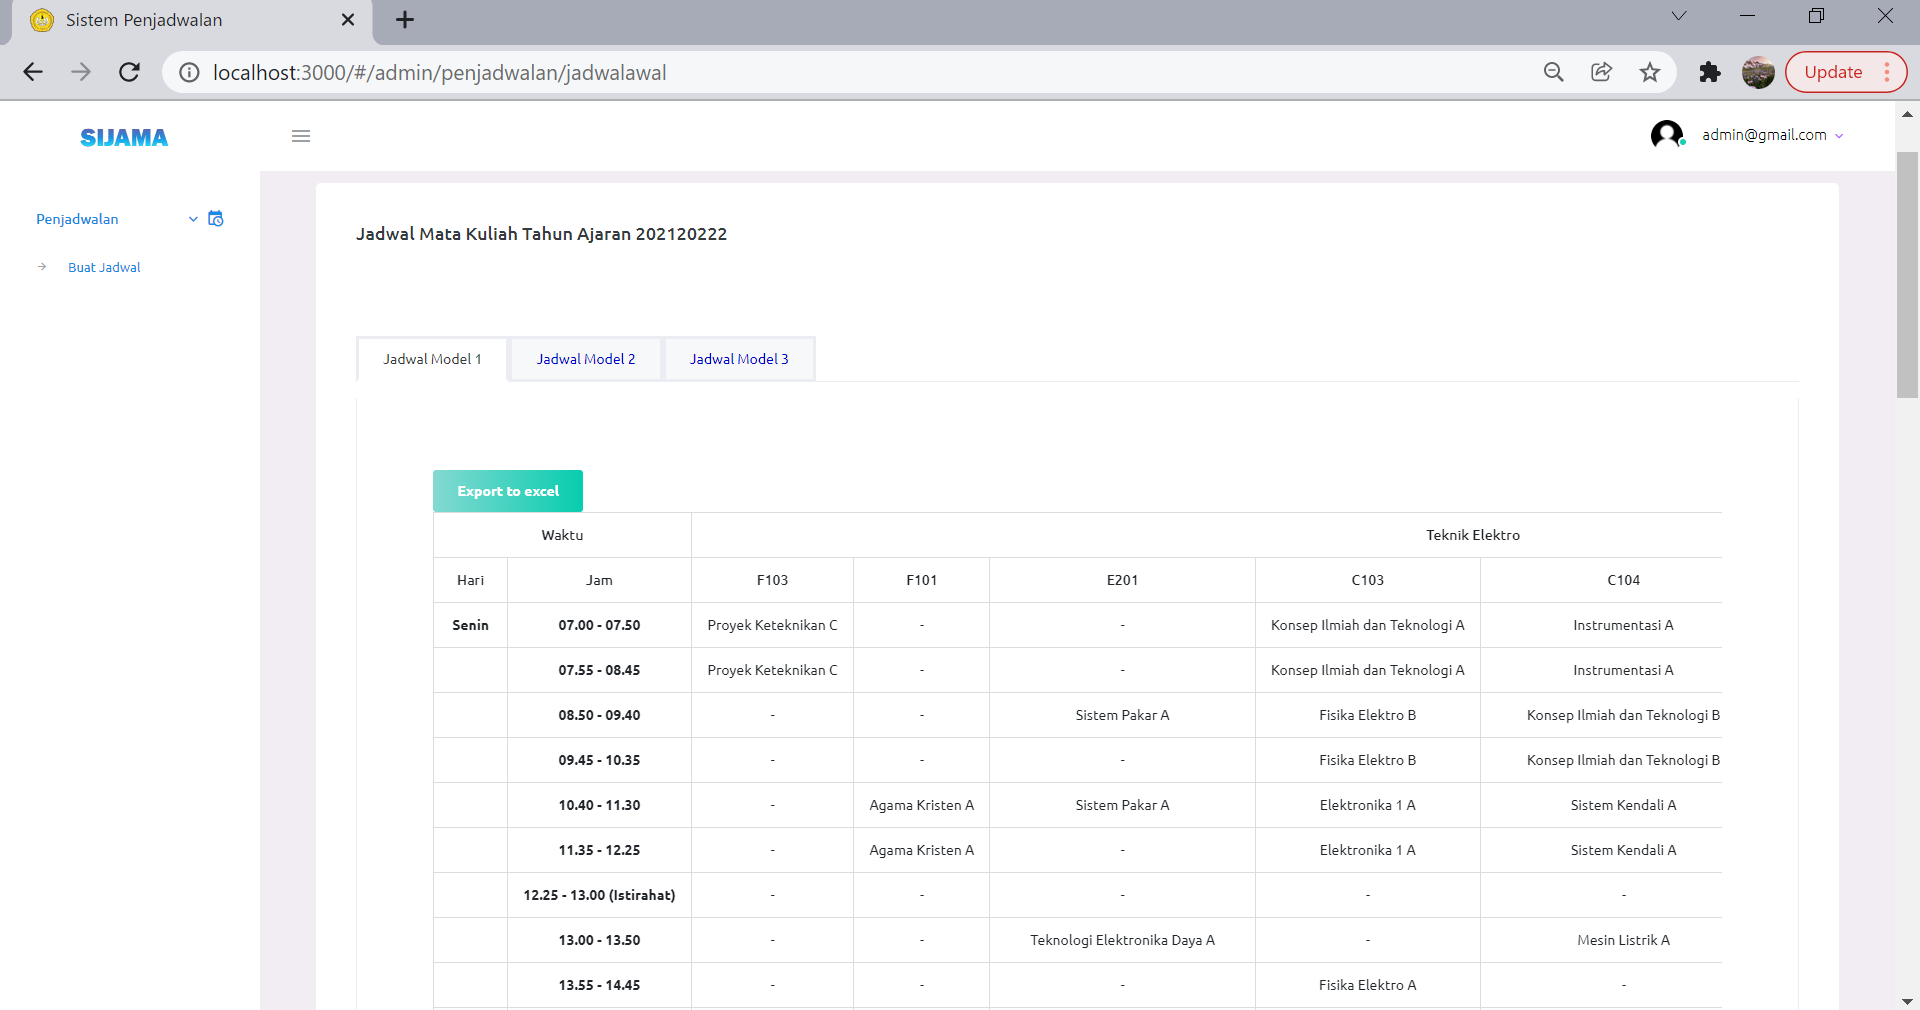 Sistem Penjadwalan
localhost:3000/#/admin/penjadwalan/jadwalawal
Update
SIJAMA
admin@gmail.com
Penjadwalan
Buat Jadwal
Jadwal Mata Kuliah Tahun Ajaran 202120222
Jadwal Model 1 Jadwal Model 2 Jadwal Model 3
Export to excel
Waktu Teknik Elektro
Hari Jam F103 F101 E201 C103 C104
Senin 07.00 - 07.50 Proyek Keteknikan C - - Konsep Ilmiah dan Teknologi A Instrumentasi A
07.55 - 08.45 Proyek Keteknikan C - - Konsep Ilmiah dan Teknologi A Instrumentasi A
08.50 - 09.40 - - Sistem Pakar A Fisika Elektro B Konsep Ilmiah dan Teknologi B
09.45 - 10.35 - - - Fisika Elektro B Konsep Ilmiah dan Teknologi B
10.40 - 11.30 - Agama Kristen A Sistem Pakar A Elektronika 1 A Sistem Kendali A
11.35 - 12.25 - Agama Kristen A - Elektronika 1 A Sistem Kendali A
12.25 - 13.00 (Istirahat) - - - - -
13.00 - 13.50 - - Teknologi Elektronika Daya A - Mesin Listrik A
13.55 - 14.45 - - - Fisika Elektro A -